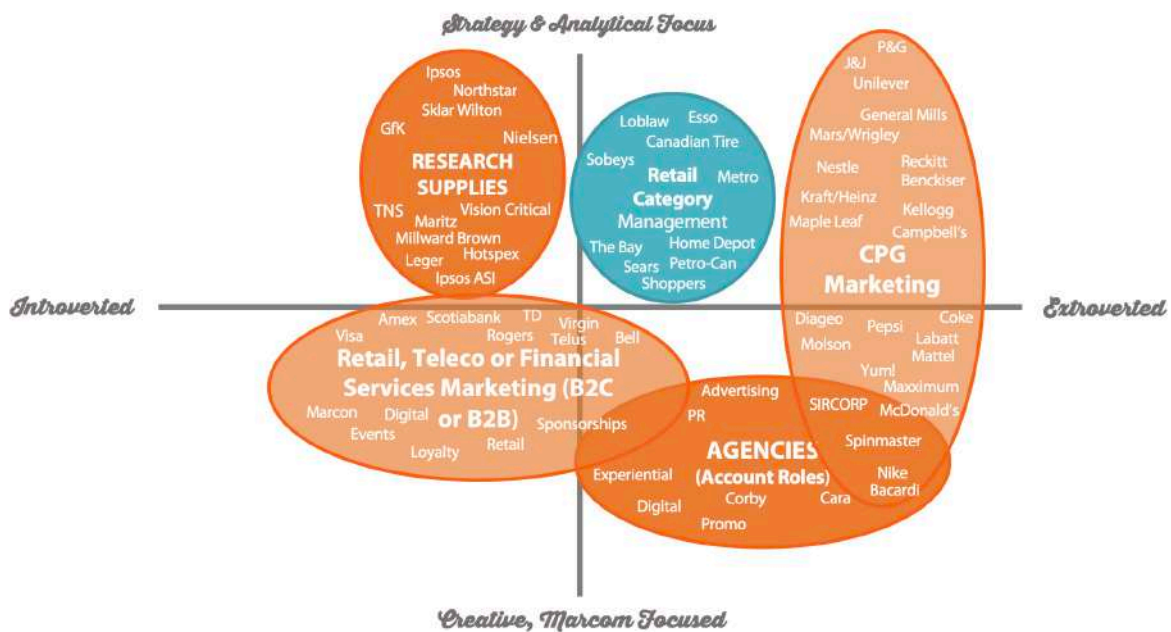 Strategy & Analytical Focus
Ipsos
Northstar
Sklar Wilton
GfK
Nielsen
RESEARCH
SUPPLIES
TNS
Vision Critical
Maritz
Millward Brown
Hotspex
Leger
Ipsos ASI
Loblaw
Esso
Canadian Tire
Sobeys
Retail
Metro
Category
Management
The Bay
Home Depot
Sears
Petro-Can
Shoppers
P&G
J&J
Unilever
General Mills
Mars/Wrigley
Nestle
Reckitt
Benckiser
Kraft/Heinz
Kellogg
Maple Leaf
Campbell's
CPG
Marketing
Introverted
Extroverted
Diageo
Pepsi
Coke
Molson
Labatt
Mattel
Yum!
Maxximum
SIRCORP
McDonald's
Spinmaster
Nike
Bacardi
Amex
Scotiabank
TD
Virgin
Visa
Rogers
Telus
Bell
Retail, Teleco or Financial
Services Marketing (B2C
or B2B)
Marcon
Digital
Sponsorships
Events
Retail
Loyalty
Advertising
PR
AGENCIES
(Account Roles)
Experiential
Corby
Cara
Digital
Promo
Creative, Marcom Focused